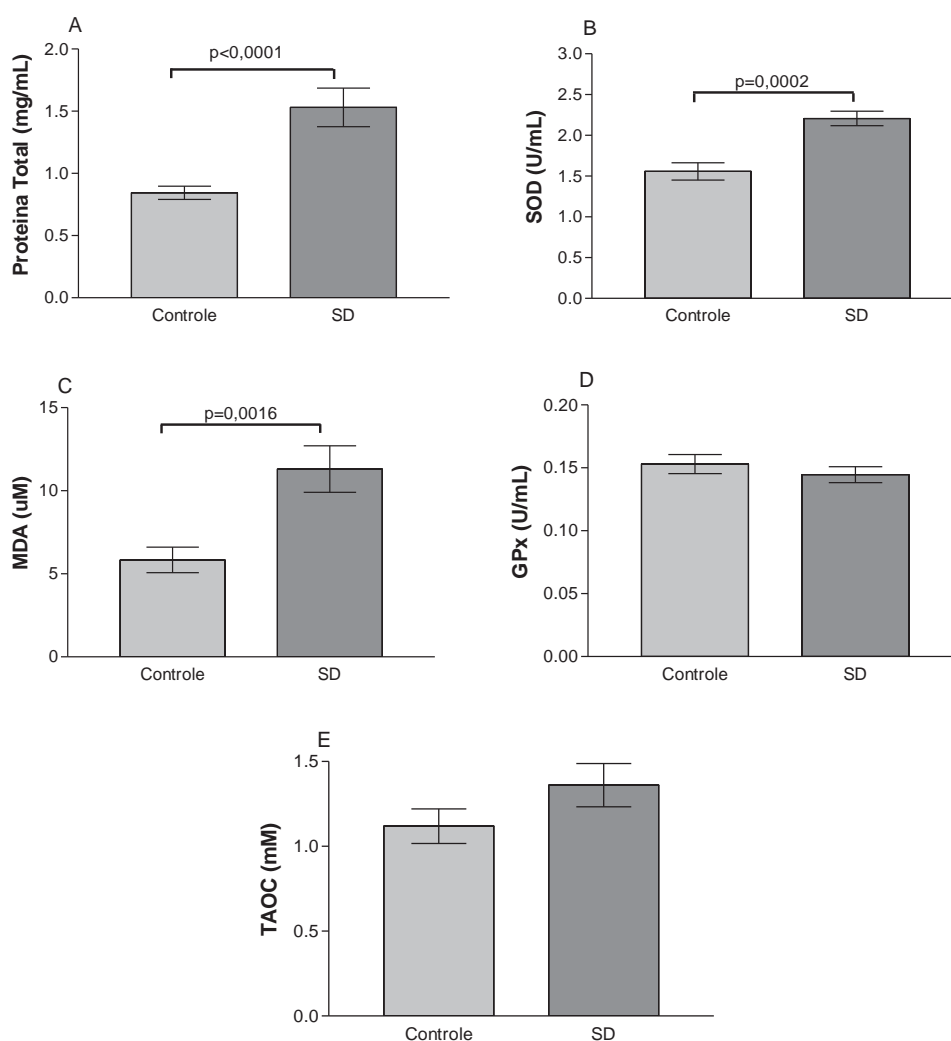 A
p<0,0001
Proteina Total (mg/mL)
2.0
1.5
1.0
0.5
0.0
Controle SD
B
p=0,0002
SOD (U/mL)
3.0
2.5
2.0
1.5
1.0
0.5
0.0
Controle SD
C
p=0,0016
MDA (uM)
15
10
5
0
Controle SD
D
GPx (U/mL)
0.20
0.15
0.10
0.05
0.00
Controle SD
E
TAOC (mM)
1.5
1.0
0.5
0.0
Controle SD